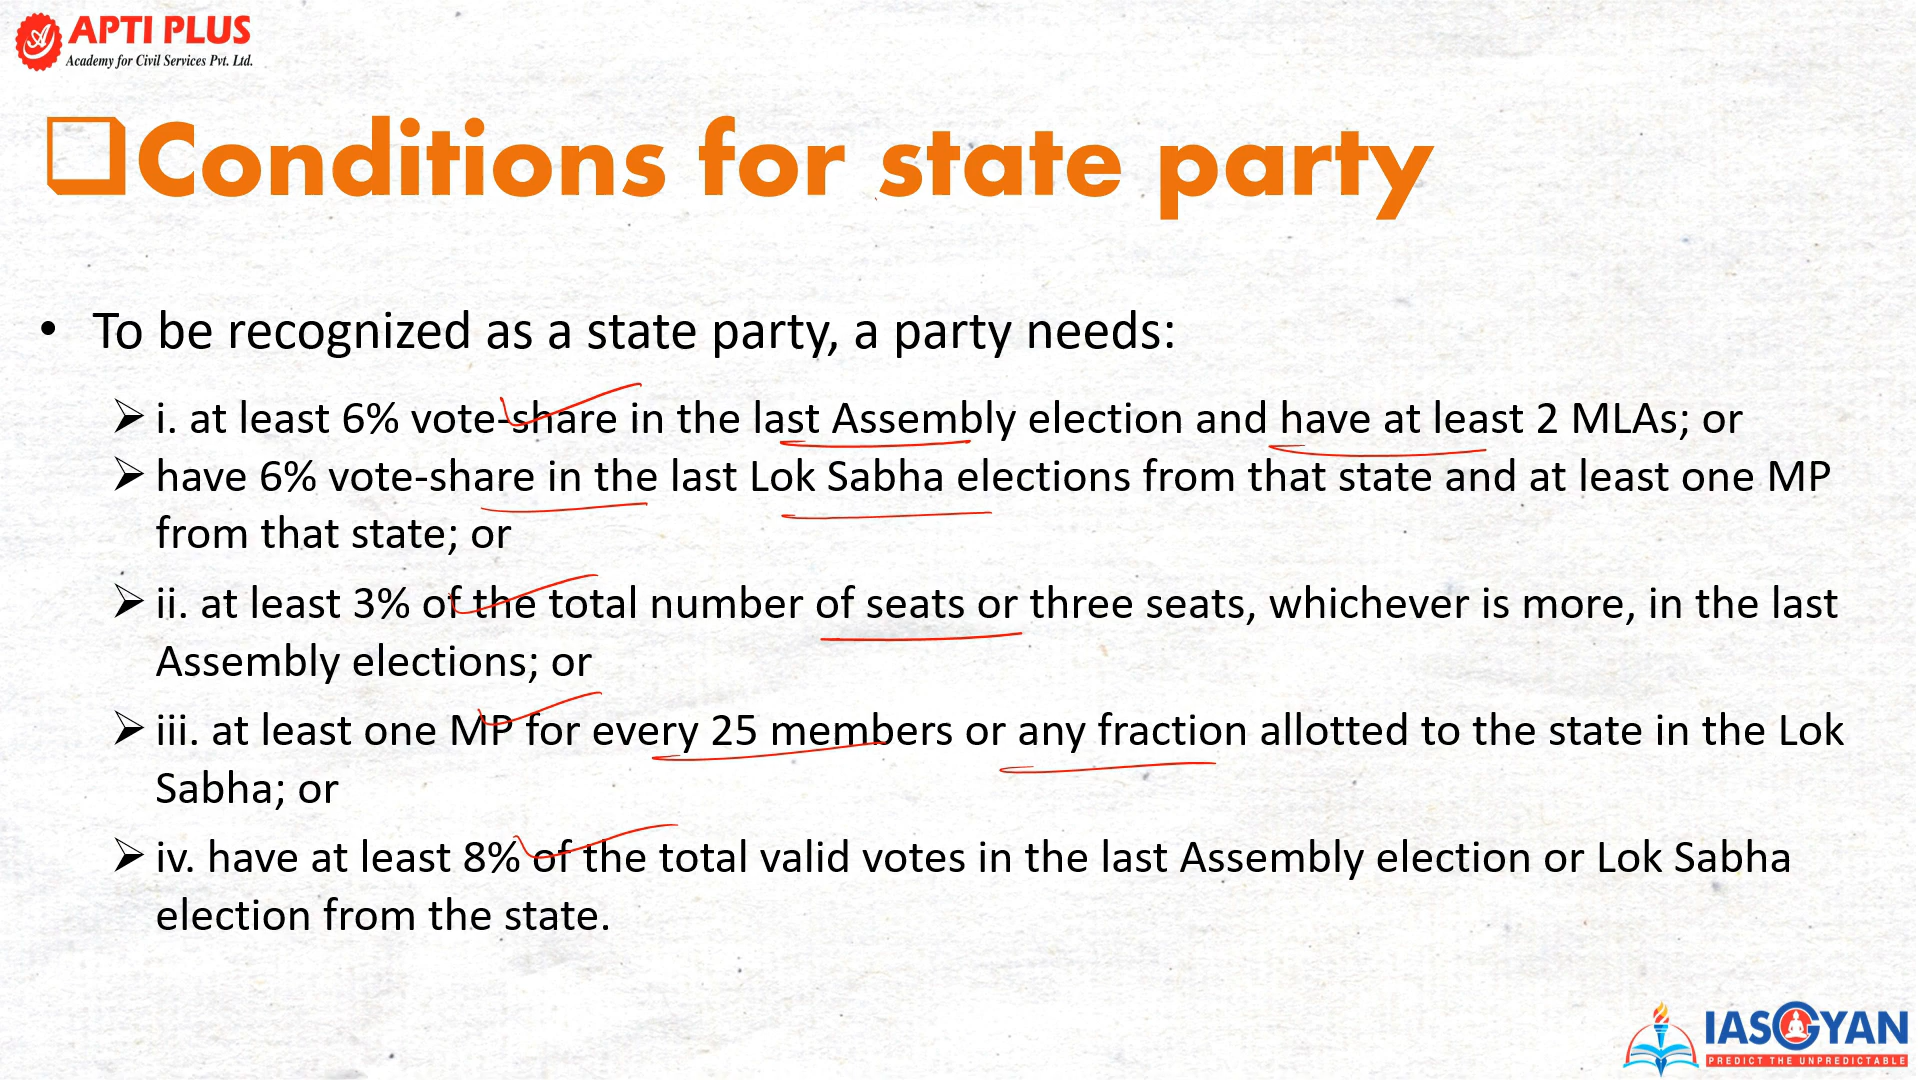 APTI PLUS
Academy for Civil Services Pvt. Ltd.
Conditions for state party
• To be recognized as a state party, a party needs:
i. at least 6% vote-share in the last Assembly election and have at least 2 MLAs; or
have 6% vote-share in the last Lok Sabha elections from that state and at least one MP
from that state; or
ii. at least 3% of the total number of seats or three seats, whichever is more, in the last
Assembly elections; or
iii. at least one MP for every 25 members or any fraction allotted to the state in the Lok
Sabha; or
iv. have at least 8% of the total valid votes in the last Assembly election or Lok Sabha
election from the state.
IASGYAN
PREDICT THE UNPREDICTABLE